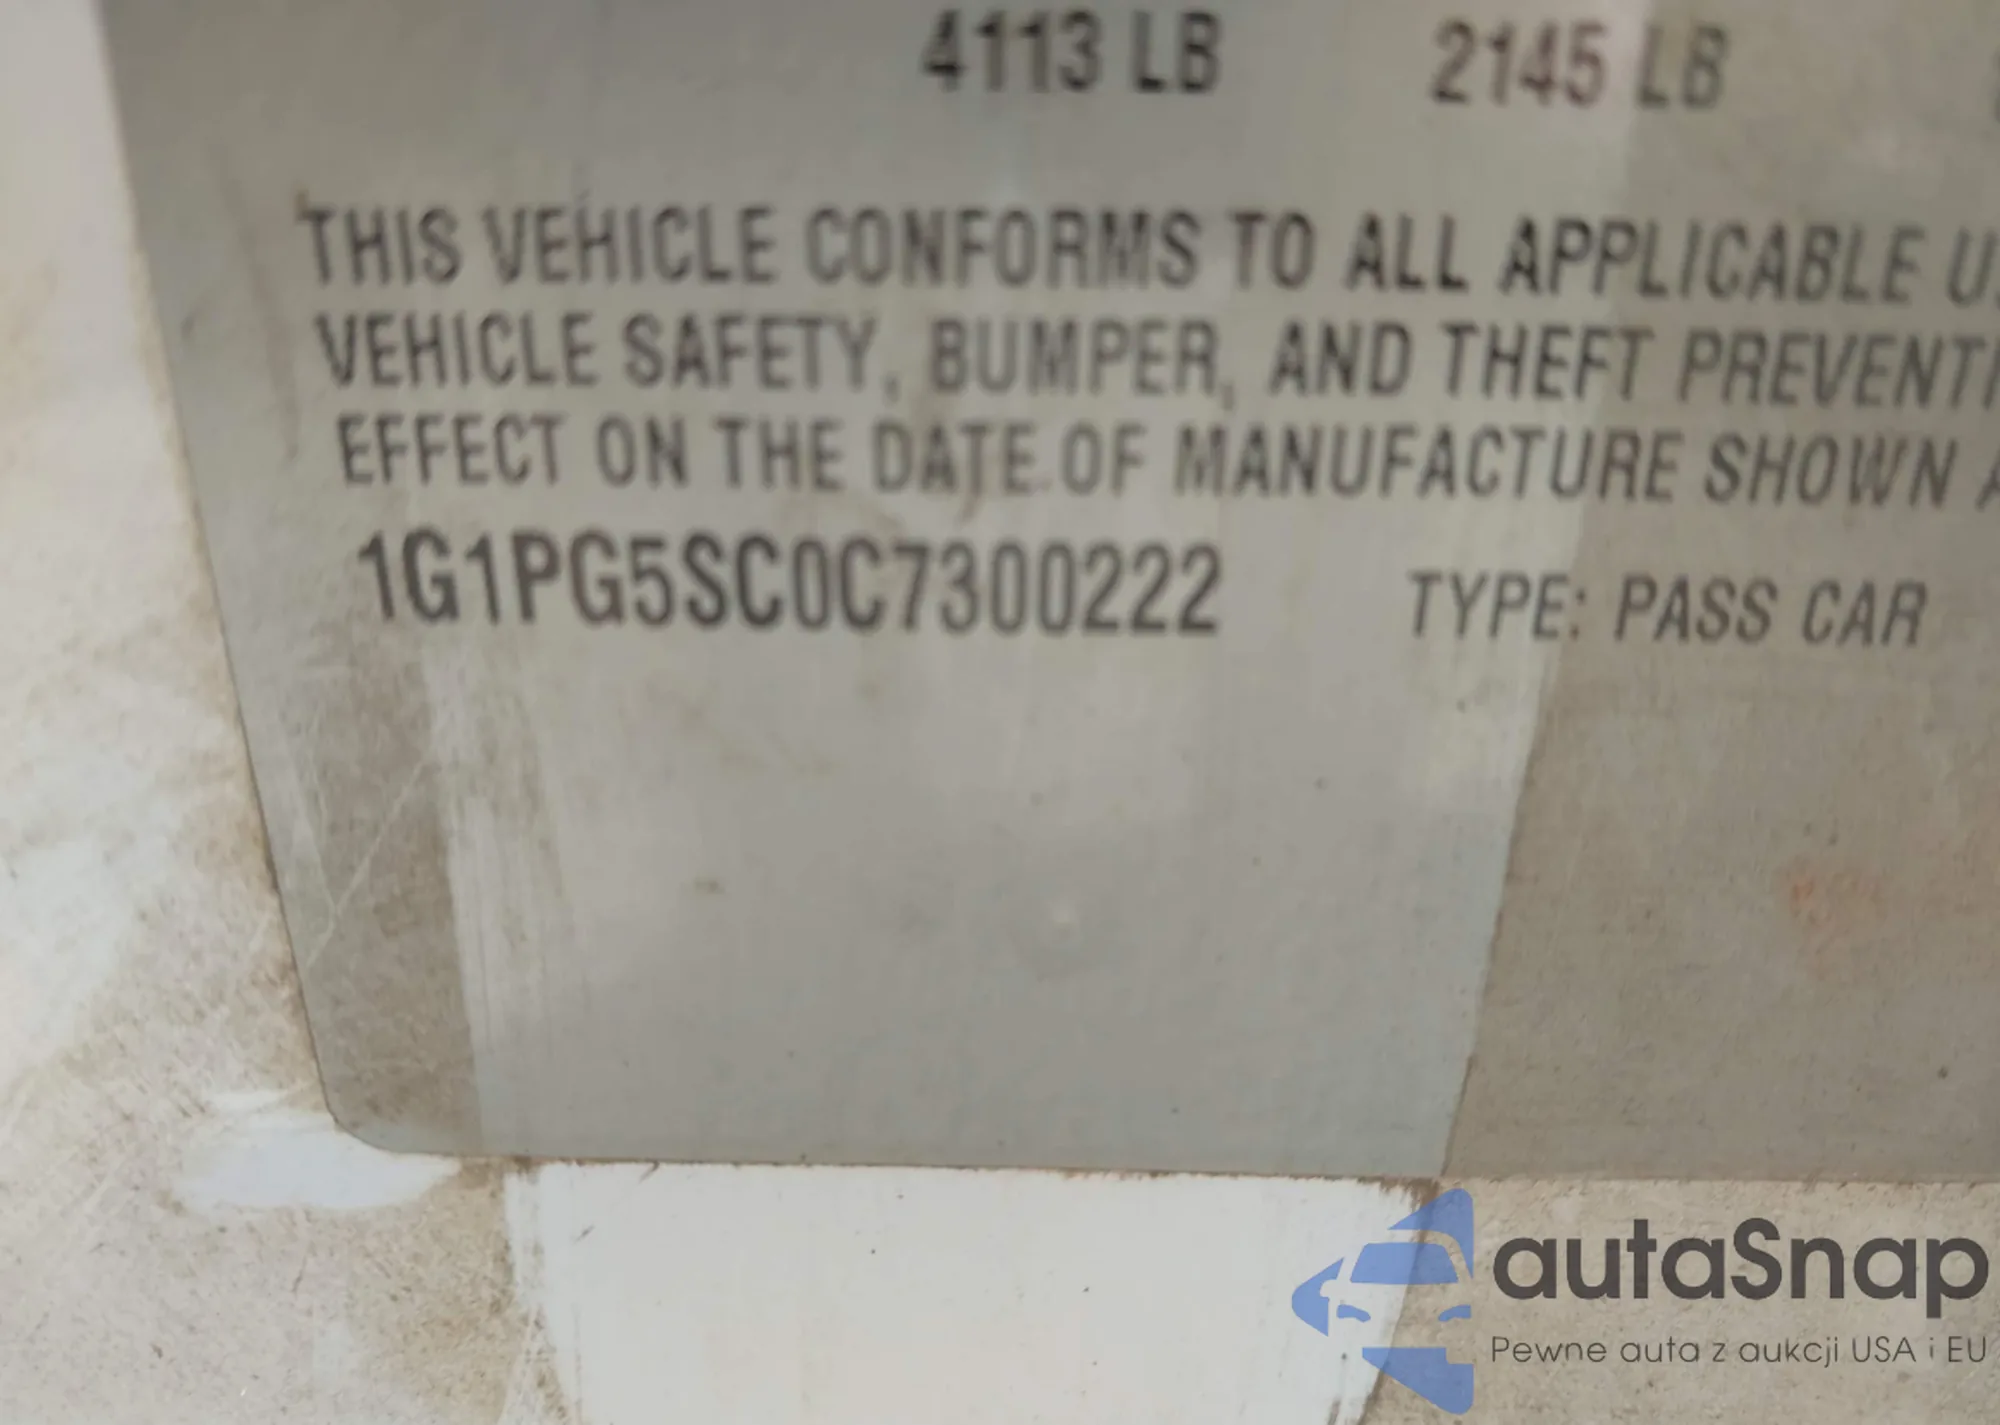 4113 LB 2145 LB
THIS VEHICLE CONFORMS TO ALL APPLICABLE U.
VEHICLE SAFETY, BUMPER, AND THEFT PREVENTI
EFFECT ON THE DATE OF MANUFACTURE SHOWN A
1G1PG5SC0C7300222 TYPE: PASS CAR
autaSnap
Pewne auta z aukcji USA i EU